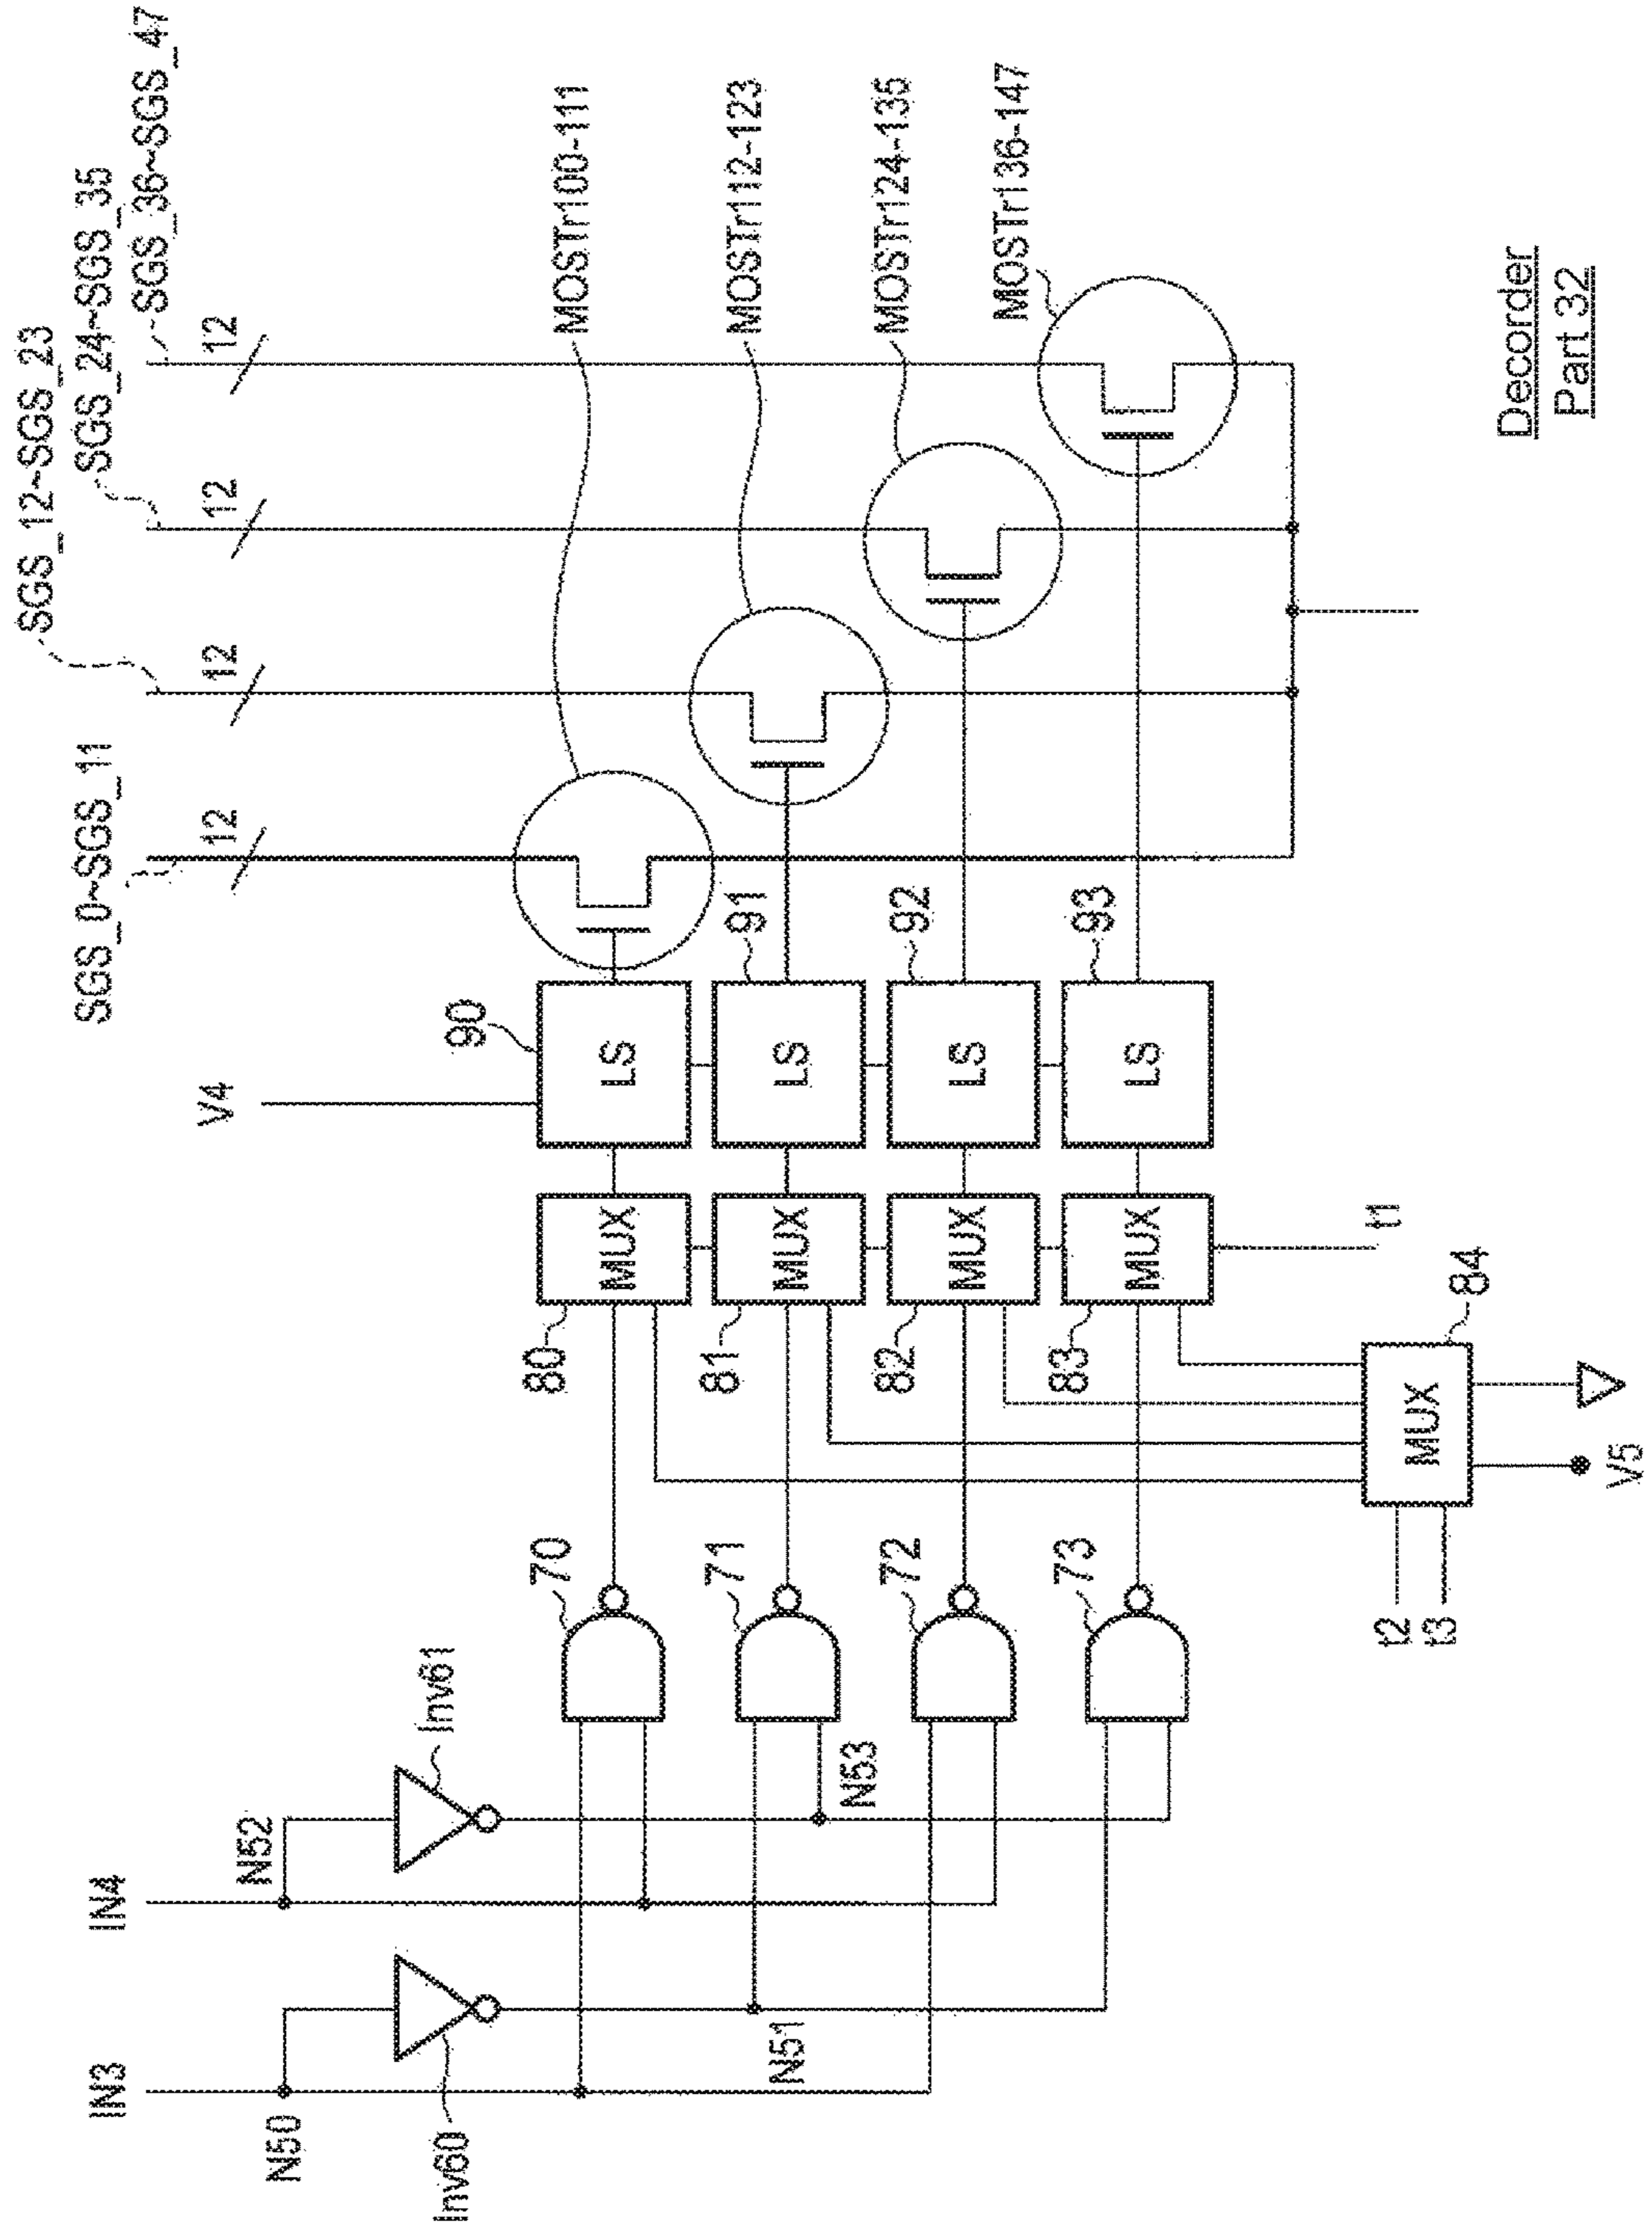 IN3
IN4
N50
N52
Inv60
Inv61
N51
N53
70
71
72
73
t2
t3
V5
MUX
84
80
81
82
83
MUX
MUX
MUX
MUX
t1
V4
90
91
92
93
LS
LS
LS
LS
SGS_0~SGS_11
SGS_12~SGS_23
SGS_24~SGS_35
SGS_36~SGS_47
12
12
12
12
MOSTr100-111
MOSTr112-123
MOSTr124-135
MOSTr136-147
Decorder
Part 32